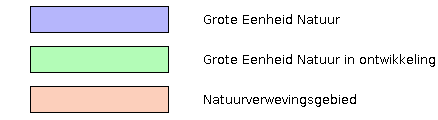 Grote Eenheid Natuur
Grote Eenheid Natuur in ontwikkeling
Natuurverwevingsgebied